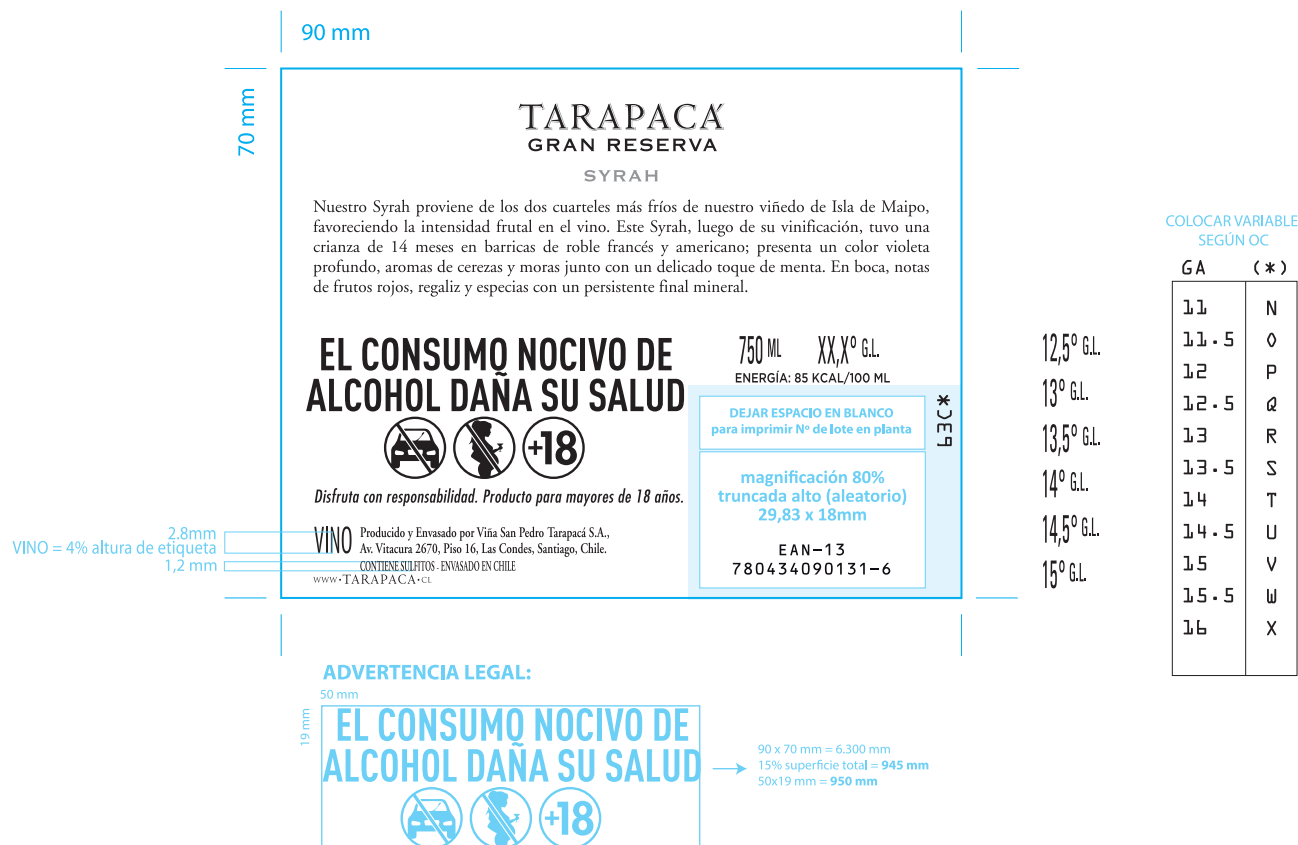 90 mm
70 mm
TARAPACÁ
GRAN RESERVA
SYRAH
Nuestro Syrah proviene de los dos cuarteles más fríos de nuestro viñedo de Isla de Maipo,
favoreciendo la intensidad frutal en el vino. Este Syrah, luego de su vinificación, tuvo una
crianza de 14 meses en barricas de roble francés y americano; presenta un color violeta
profundo, aromas de cerezas y moras junto con un delicado toque de menta. En boca, notas
de frutos rojos, regaliz y especias con un persistente final mineral.
EL CONSUMO NOCIVO DE
ALCOHOL DAÑA SU SALUD
+18
Disfruta con responsabilidad. Producto para mayores de 18 años.
750 ML XX,X° G.L.
ENERGÍA: 85 KCAL/100 ML
DEJAR ESPACIO EN BLANCO
para imprimir Nº de lote en planta
63C*
magnificación 80%
truncada alto (aleatorio)
29,83 x 18mm
EAN-13
780434090131-6
VINO
Producido y Envasado por Viña San Pedro Tarapacá S.A.,
Av. Vitacura 2670, Piso 16, Las Condes, Santiago, Chile.
CONTIENE SULFITOS - ENVASADO EN CHILE
WWW•TARAPACA•CL
2.8mm
VINO = 4% altura de etiqueta
1,2 mm
12,5° G.L.
13° G.L.
13,5° G.L.
14° G.L.
14,5° G.L.
15° G.L.
COLOCAR VARIABLE
SEGÚN OC
GA (*)
11 N
11.5 O
12 P
12.5 Q
13 R
13.5 S
14 T
14.5 U
15 V
15.5 W
16 X
ADVERTENCIA LEGAL:
50 mm
19 mm
EL CONSUMO NOCIVO DE
ALCOHOL DAÑA SU SALUD
+18
90 x 70 mm = 6.300 mm
15% superficie total = 945 mm
50x19 mm = 950 mm